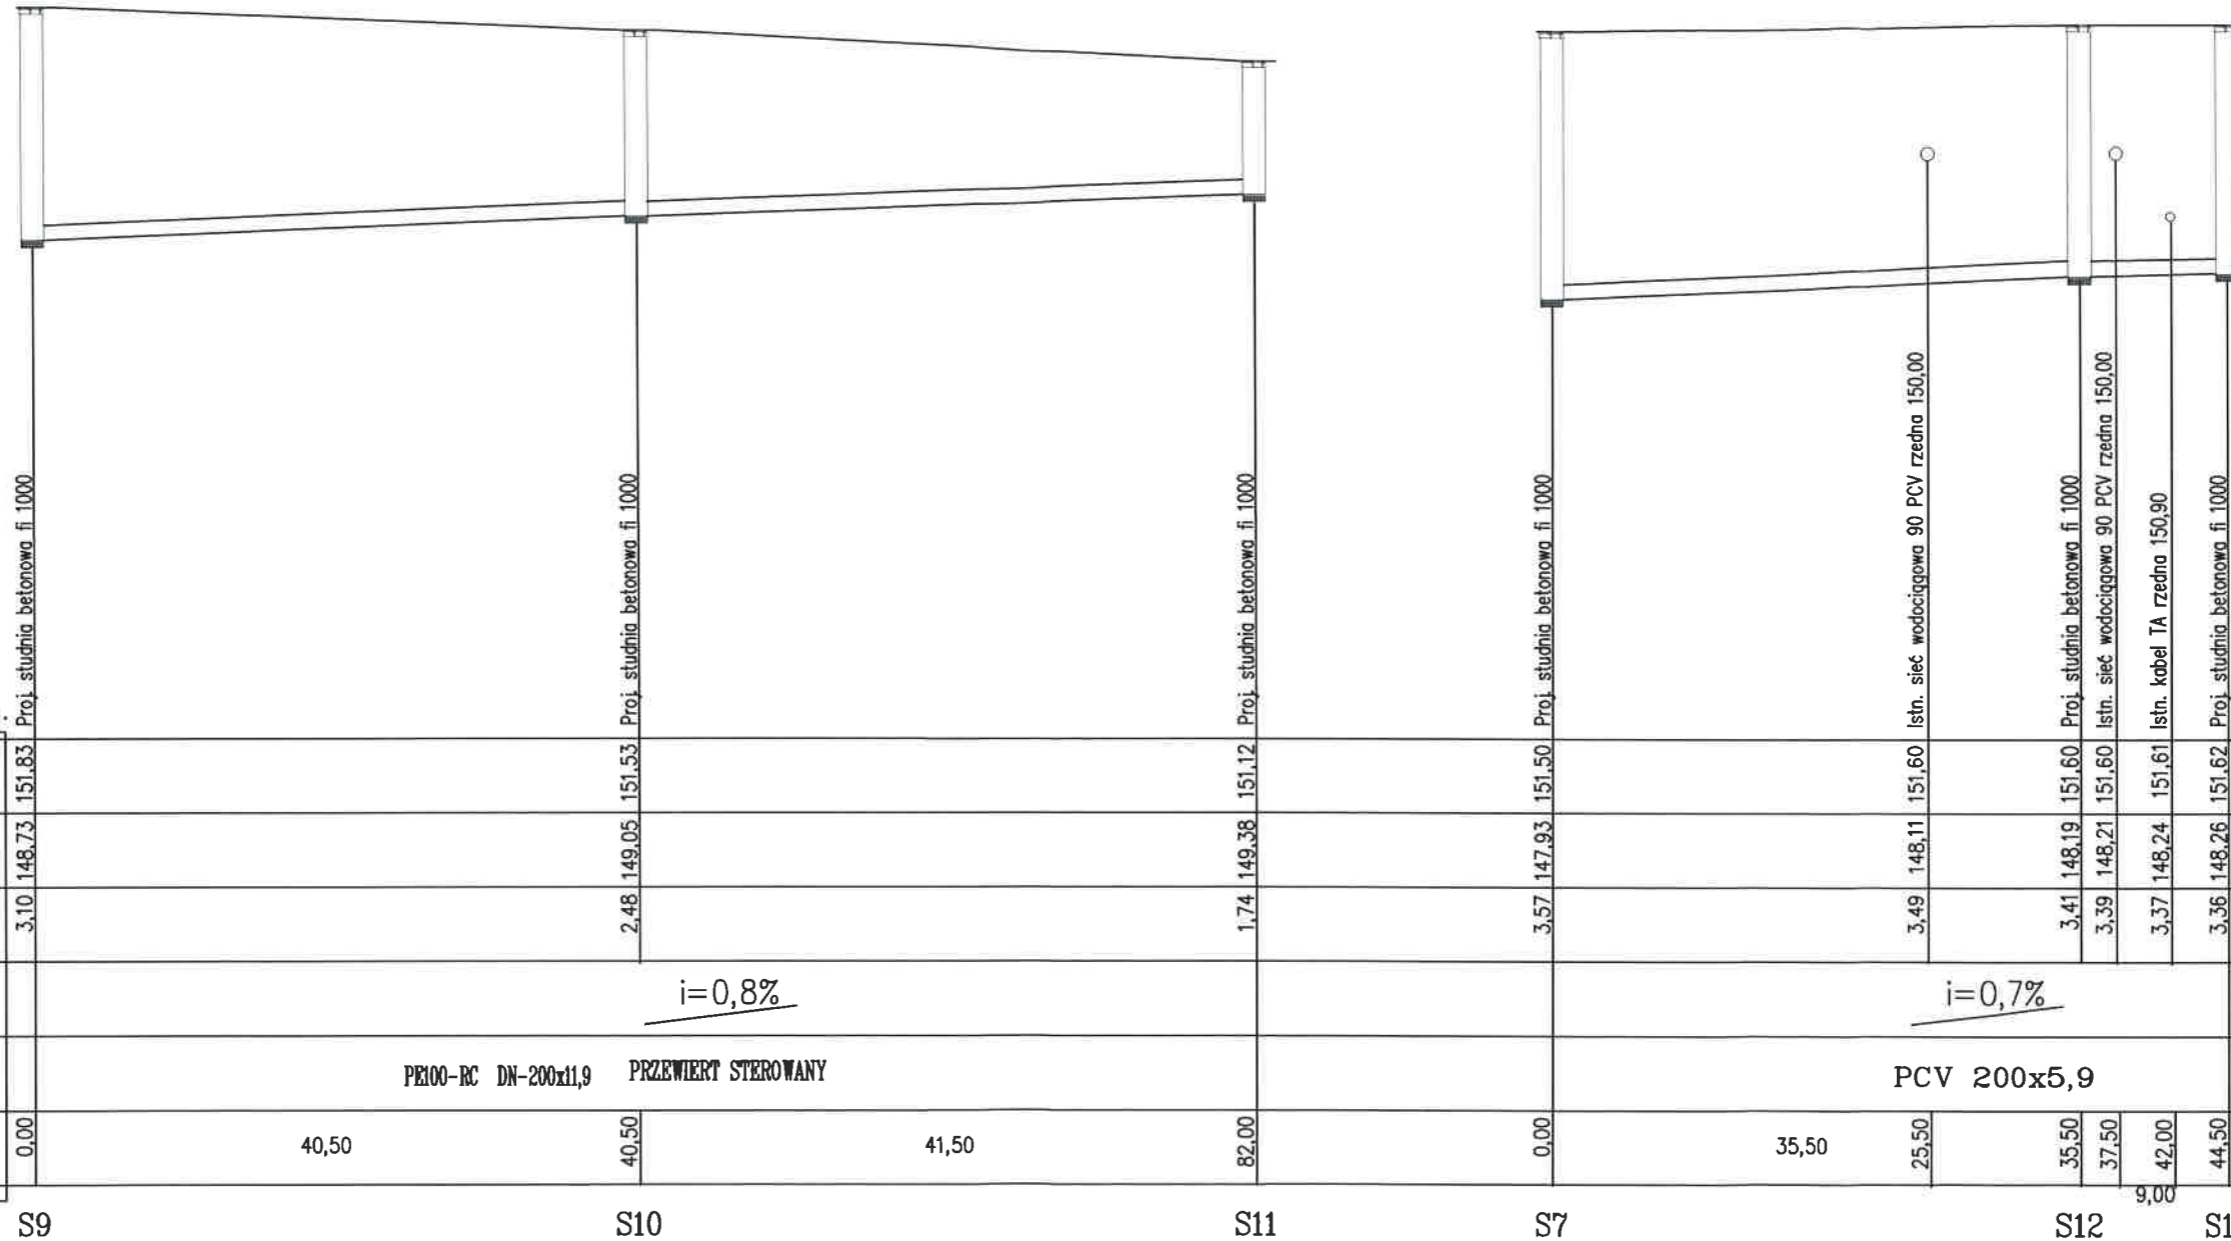 Proj. studnia betonowa fi 1000
Proj. studnia betonowa fi 1000
Proj. studnia betonowa fi 1000
Proj. studnia betonowa fi 1000
Istn. sieć wodociągowa 90 PCV rzedna 150,00
Proj. studnia betonowa fi 1000
Istn. sieć wodociągowa 90 PCV rzedna 150,00
Istn. kabel TA rzedna 150,90
Proj. studnia betonowa fi 1000
151,83 151,53 151,12 151,50 151,60 151,60 151,60 151,61 151,62
148,73 149,05 149,38 147,93 148,11 148,19 148,21 148,24 148,26
3,10 2,48 1,74 3,57 3,49 3,41 3,39 3,37 3,36
i=0,8% i=0,7%
PE100-RC DN-200x11,9 PRZEWIERT STEROWANY PCV 200x5,9
0,00 40,50 40,50 41,50 82,00 0,00 35,50 25,50 35,50 37,50 42,00 44,50
9,00
S9 S10 S11 S7 S12